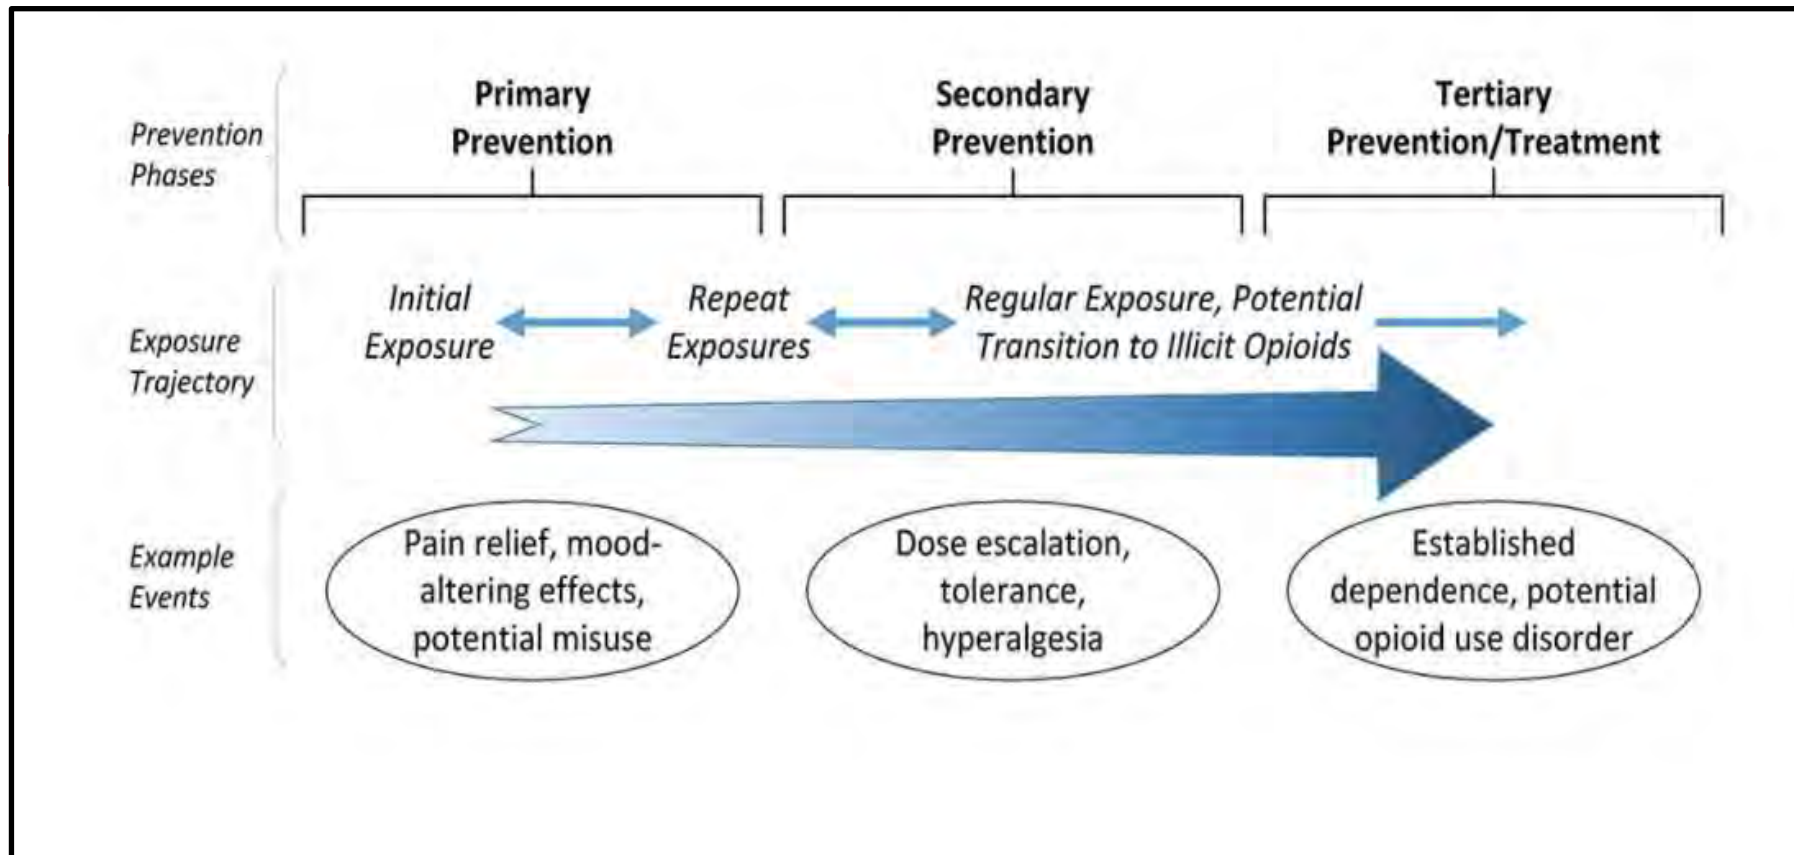 Prevention
Phases
Primary
Prevention
Secondary
Prevention
Tertiary
Prevention/Treatment
Exposure
Trajectory
Initial
Exposure
Repeat
Exposures
Regular Exposure, Potential
Transition to Illicit Opioids
Example
Events
Pain relief, mood-
altering effects,
potential misuse
Dose escalation,
tolerance,
hyperalgesia
Established
dependence, potential
opioid use disorder